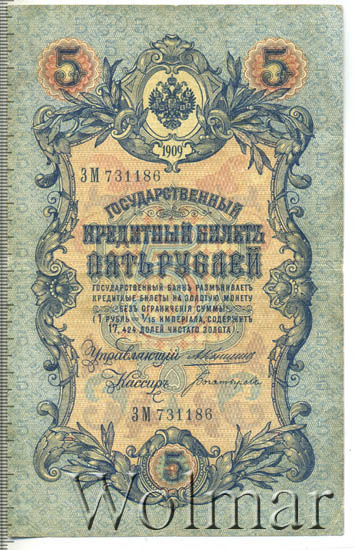 5 5
1909
ЗМ 731186
ГОСУДАРСТВЕННЫЙ
КРЕДИТНЫЙ БИЛЕТЪ
ПЯТЬ РУБЛЕЙ
ГОСУДАРСТВЕННЫЙ БАНКЪ РАЗМѢНИВАЕТЪ
КРЕДИТНЫЕ БИЛЕТЫ НА ЗОЛОТУЮ МОНЕТУ
БЕЗЪ ОГРАНИЧЕНІЯ СУММЫ
(1 РУБЛЬ = 1/15 ИМПЕРІАЛА, СОДЕРЖИТЪ
17,424 ДОЛЕЙ ЧИСТАГО ЗОЛОТА)
Управляющій
Кассиръ
ЗМ 731186
5
Wolmar